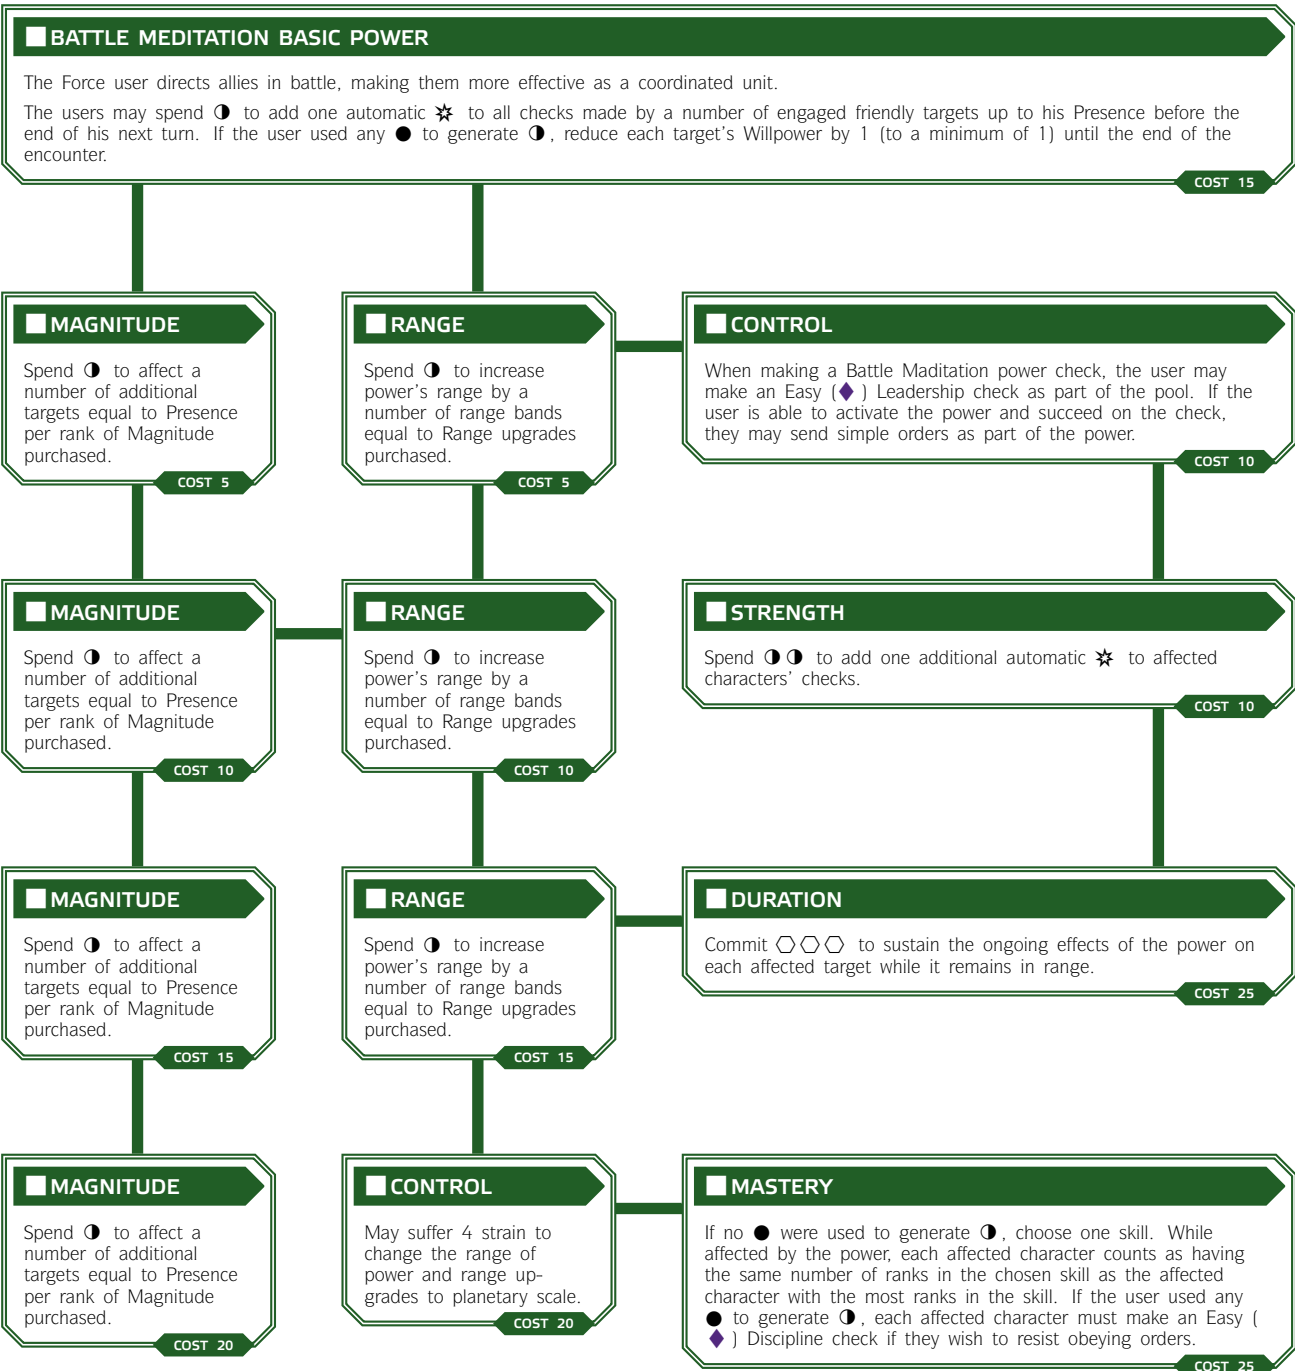 BATTLE MEDITATION BASIC POWER
The Force user directs allies in battle, making them more effective as a coordinated unit.
The users may spend ◑ to add one automatic ✡ to all checks made by a number of engaged friendly targets up to his Presence before the
end of his next turn. If the user used any ● to generate ◑, reduce each target's Willpower by 1 (to a minimum of 1) until the end of the
encounter.
COST 15
MAGNITUDE
Spend ◑ to affect a
number of additional
targets equal to Presence
per rank of Magnitude
purchased.
COST 5
RANGE
Spend ◑ to increase
power's range by a
number of range bands
equal to Range upgrades
purchased.
COST 5
CONTROL
When making a Battle Maditation power check, the user may
make an Easy (♦ ) Leadership check as part of the pool. If the
user is able to activate the power and succeed on the check,
they may send simple orders as part of the power.
COST 10
MAGNITUDE
Spend ◑ to affect a
number of additional
targets equal to Presence
per rank of Magnitude
purchased.
COST 10
RANGE
Spend ◑ to increase
power's range by a
number of range bands
equal to Range upgrades
purchased.
COST 10
STRENGTH
Spend ◑◑ to add one additional automatic ✡ to affected
characters' checks.
COST 10
MAGNITUDE
Spend ◑ to affect a
number of additional
targets equal to Presence
per rank of Magnitude
purchased.
COST 15
RANGE
Spend ◑ to increase
power's range by a
number of range bands
equal to Range upgrades
purchased.
COST 15
DURATION
Commit ⬡⬡⬡ to sustain the ongoing effects of the power on
each affected target while it remains in range.
COST 25
MAGNITUDE
Spend ◑ to affect a
number of additional
targets equal to Presence
per rank of Magnitude
purchased.
COST 20
CONTROL
May suffer 4 strain to
change the range of
power and range up-
grades to planetary scale.
COST 20
MASTERY
If no ● were used to generate ◑, choose one skill. While
affected by the power, each affected character counts as having
the same number of ranks in the chosen skill as the affected
character with the most ranks in the skill. If the user used any
● to generate ◑, each affected character must make an Easy (
♦ ) Discipline check if they wish to resist obeying orders.
COST 25